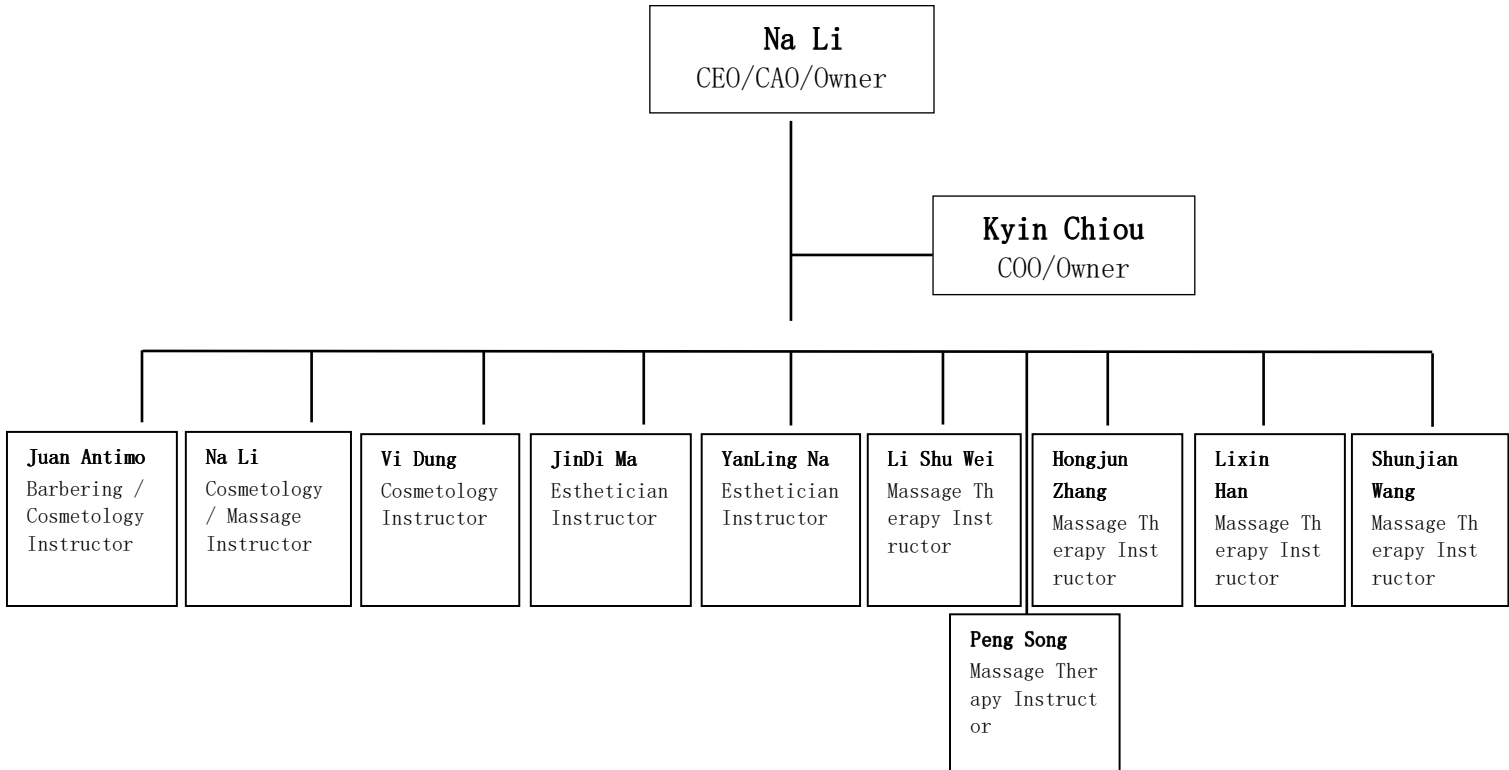 Na Li
CEO/CAO/Owner
Kyin Chiou
COO/Owner
Juan Antimo
Barbering /
Cosmetology
Instructor
Na Li
Cosmetology
/ Massage
Instructor
Vi Dung
Cosmetology
Instructor
JinDi Ma
Esthetician
Instructor
YanLing Na
Esthetician
Instructor
Li Shu Wei
Massage Th
erapy Inst
ructor
Hongjun
Zhang
Massage Th
erapy Inst
ructor
Lixin
Han
Massage Th
erapy Inst
ructor
Shunjian
Wang
Massage Th
erapy Inst
ructor
Peng Song
Massage Ther
apy Instruct
or